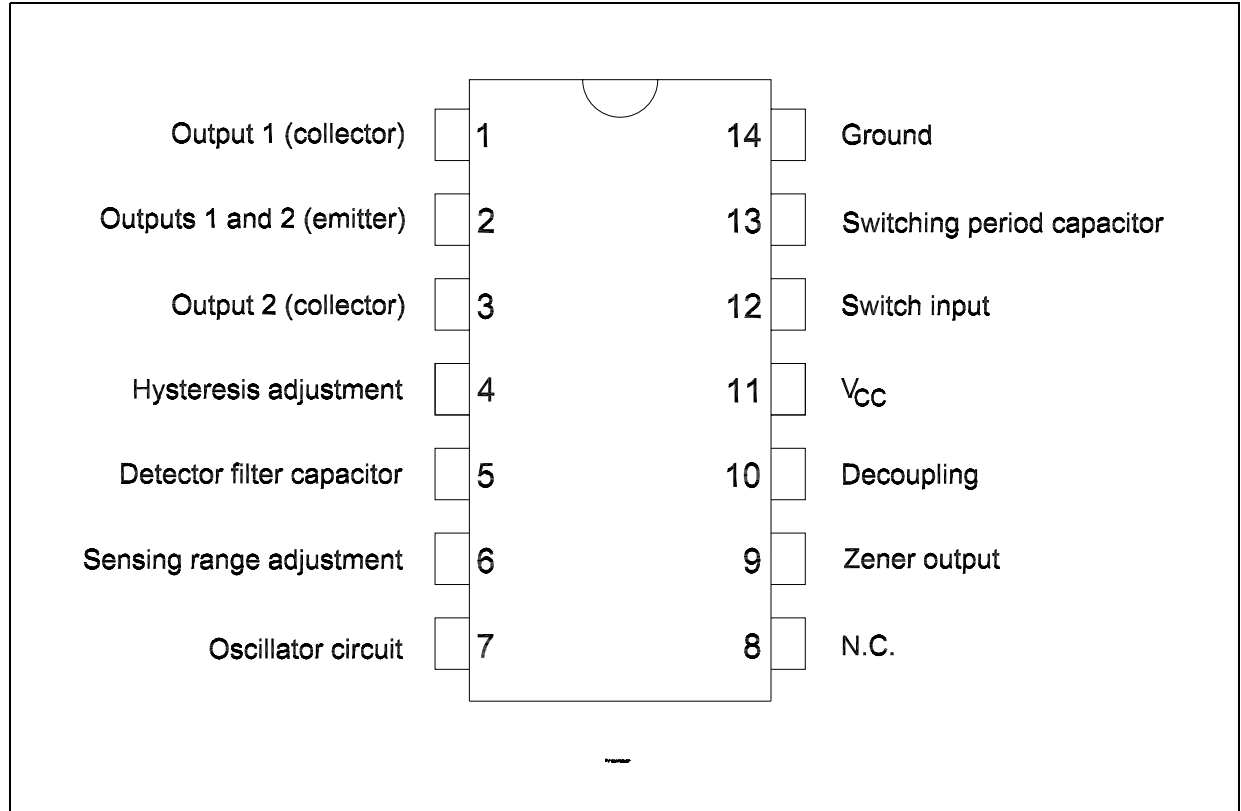 Output 1 (collector) 1 14 Ground
Outputs 1 and 2 (emitter) 2 13 Switching period capacitor
Output 2 (collector) 3 12 Switch input
Hysteresis adjustment 4 11 VCC
Detector filter capacitor 5 10 Decoupling
Sensing range adjustment 6 9 Zener output
Oscillator circuit 7 8 N.C.